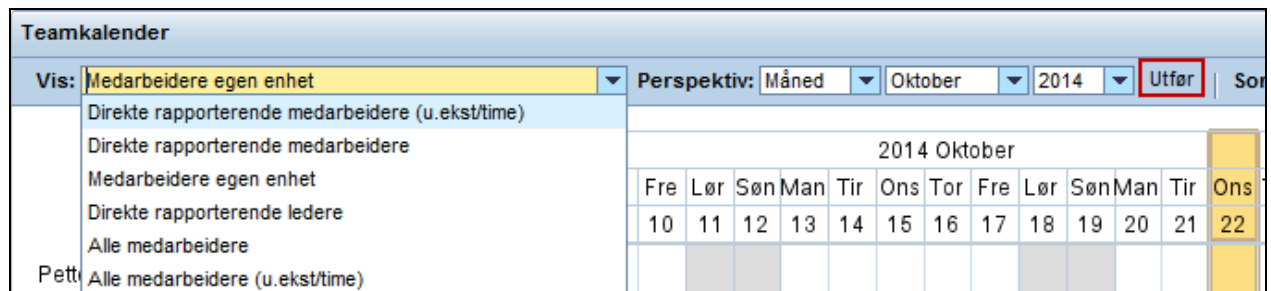 Teamkalender
Vis: Medarbeidere egen enhet Perspektiv: Måned Oktober 2014 Utfør
Direkte rapporterende medarbeidere (u.ekst/time)
Direkte rapporterende medarbeidere
Medarbeidere egen enhet
Direkte rapporterende ledere
Alle medarbeidere
Alle medarbeidere (u.ekst/time)
2014 Oktober
Fre Lør Søn Man Tir Ons Tor Fre Lør Søn Man Tir Ons
10 11 12 13 14 15 16 17 18 19 20 21 22